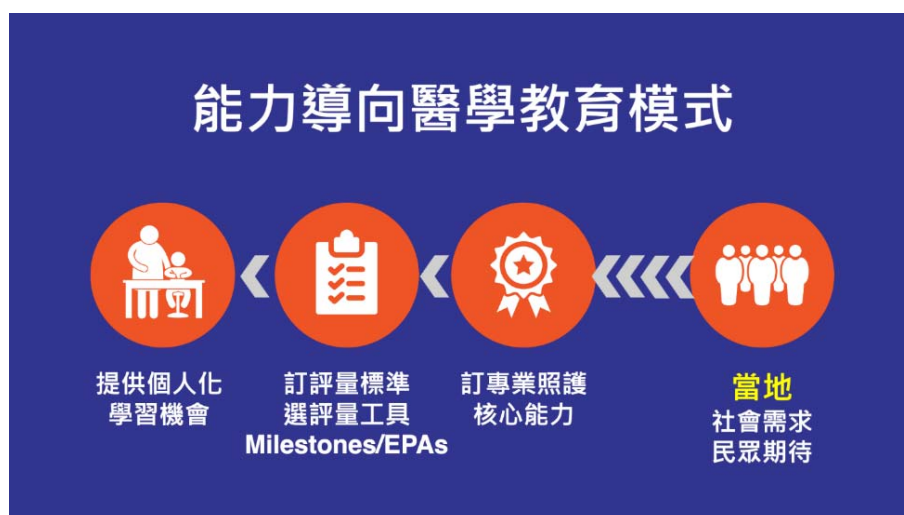 能力導向醫學教育模式
提供個人化
學習機會
訂評量標準
選評量工具
Milestones/EPAs
訂專業照護
核心能力
當地
社會需求
民眾期待